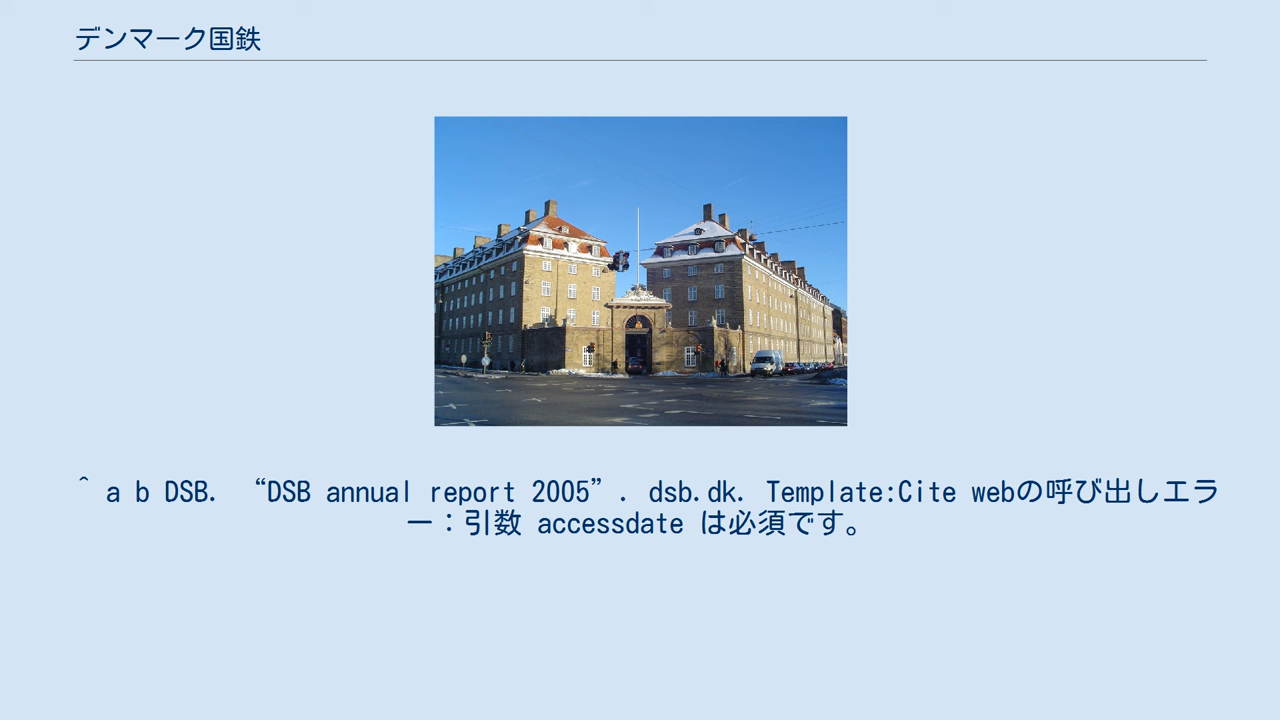 デンマーク国鉄
^ a b DSB. “DSB annual report 2005”. dsb.dk. Template:Cite webの呼び出しエラ
ー：引数 accessdate は必須です。